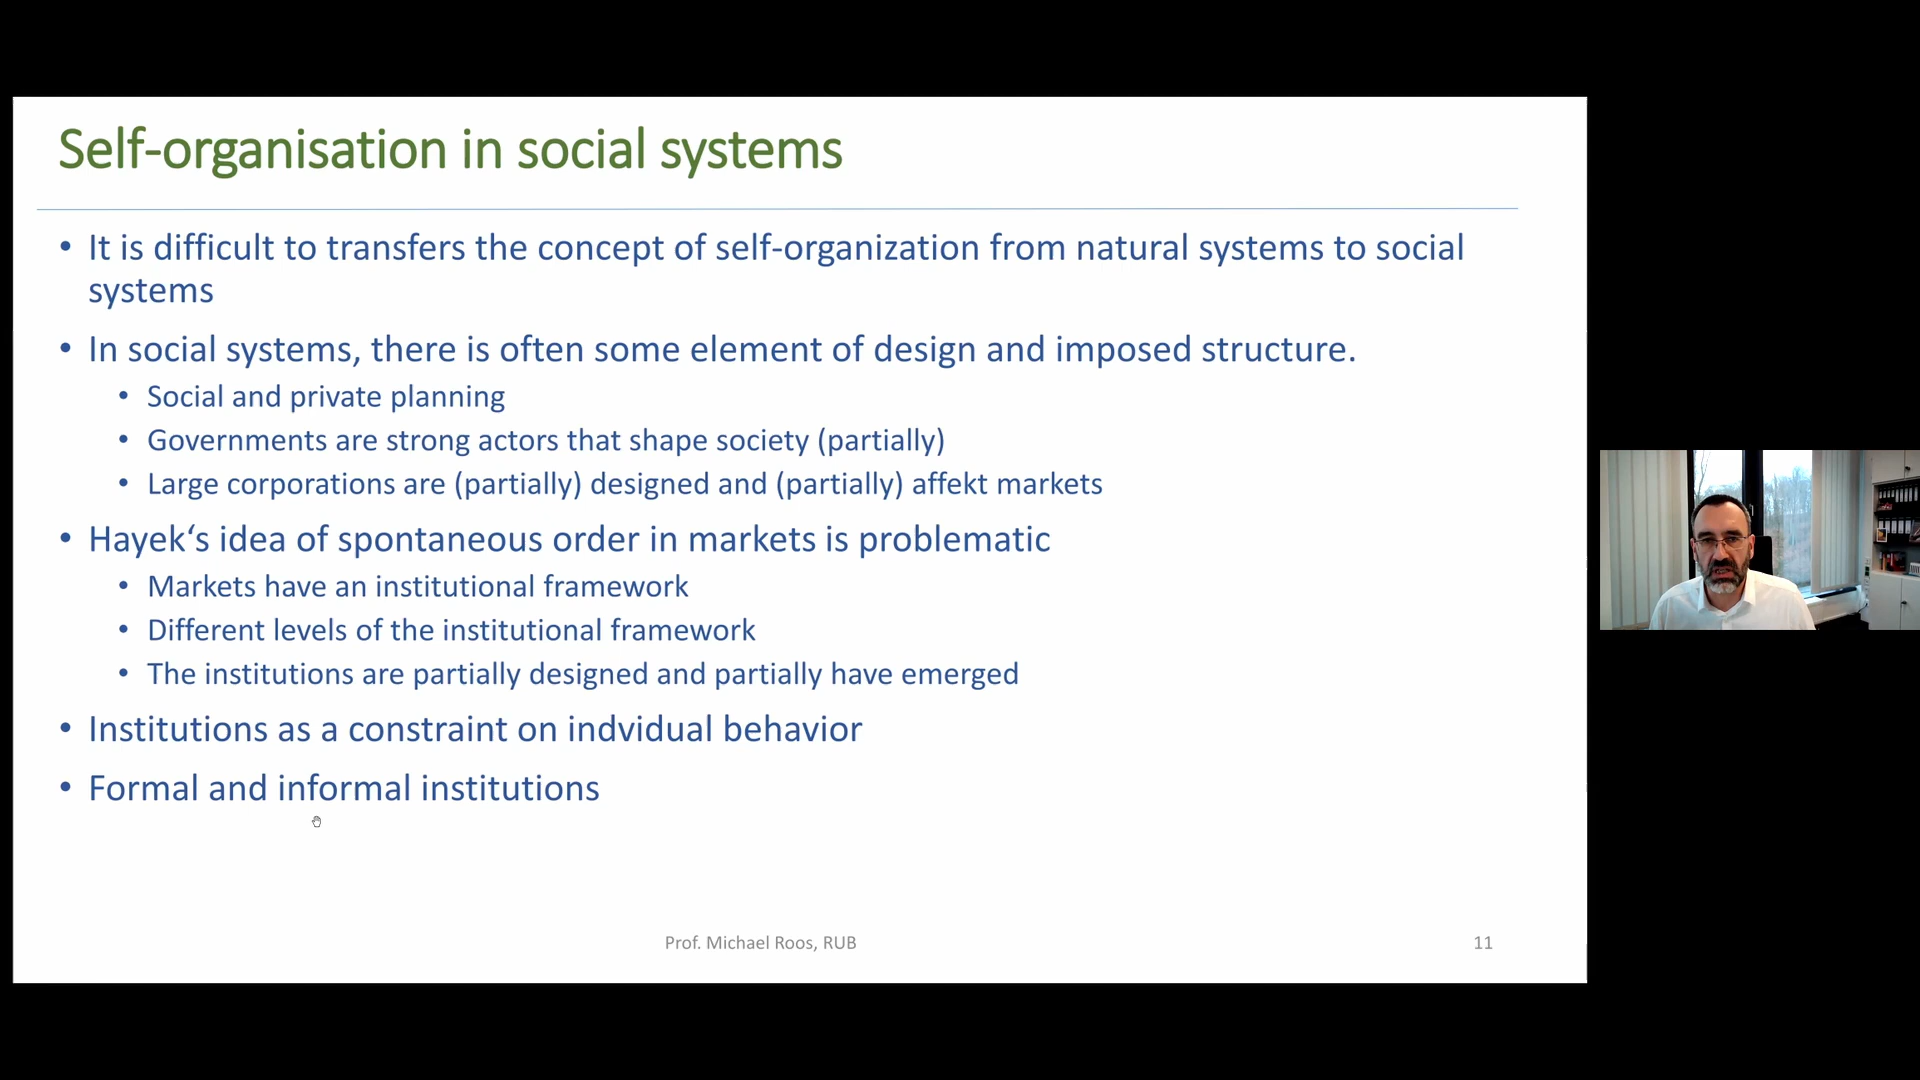 Self-organisation in social systems
• It is difficult to transfers the concept of self-organization from natural systems to social
systems
• In social systems, there is often some element of design and imposed structure.
• Social and private planning
• Governments are strong actors that shape society (partially)
• Large corporations are (partially) designed and (partially) affekt markets
• Hayek‘s idea of spontaneous order in markets is problematic
• Markets have an institutional framework
• Different levels of the institutional framework
• The institutions are partially designed and partially have emerged
• Institutions as a constraint on indvidual behavior
• Formal and informal institutions
Prof. Michael Roos, RUB
11